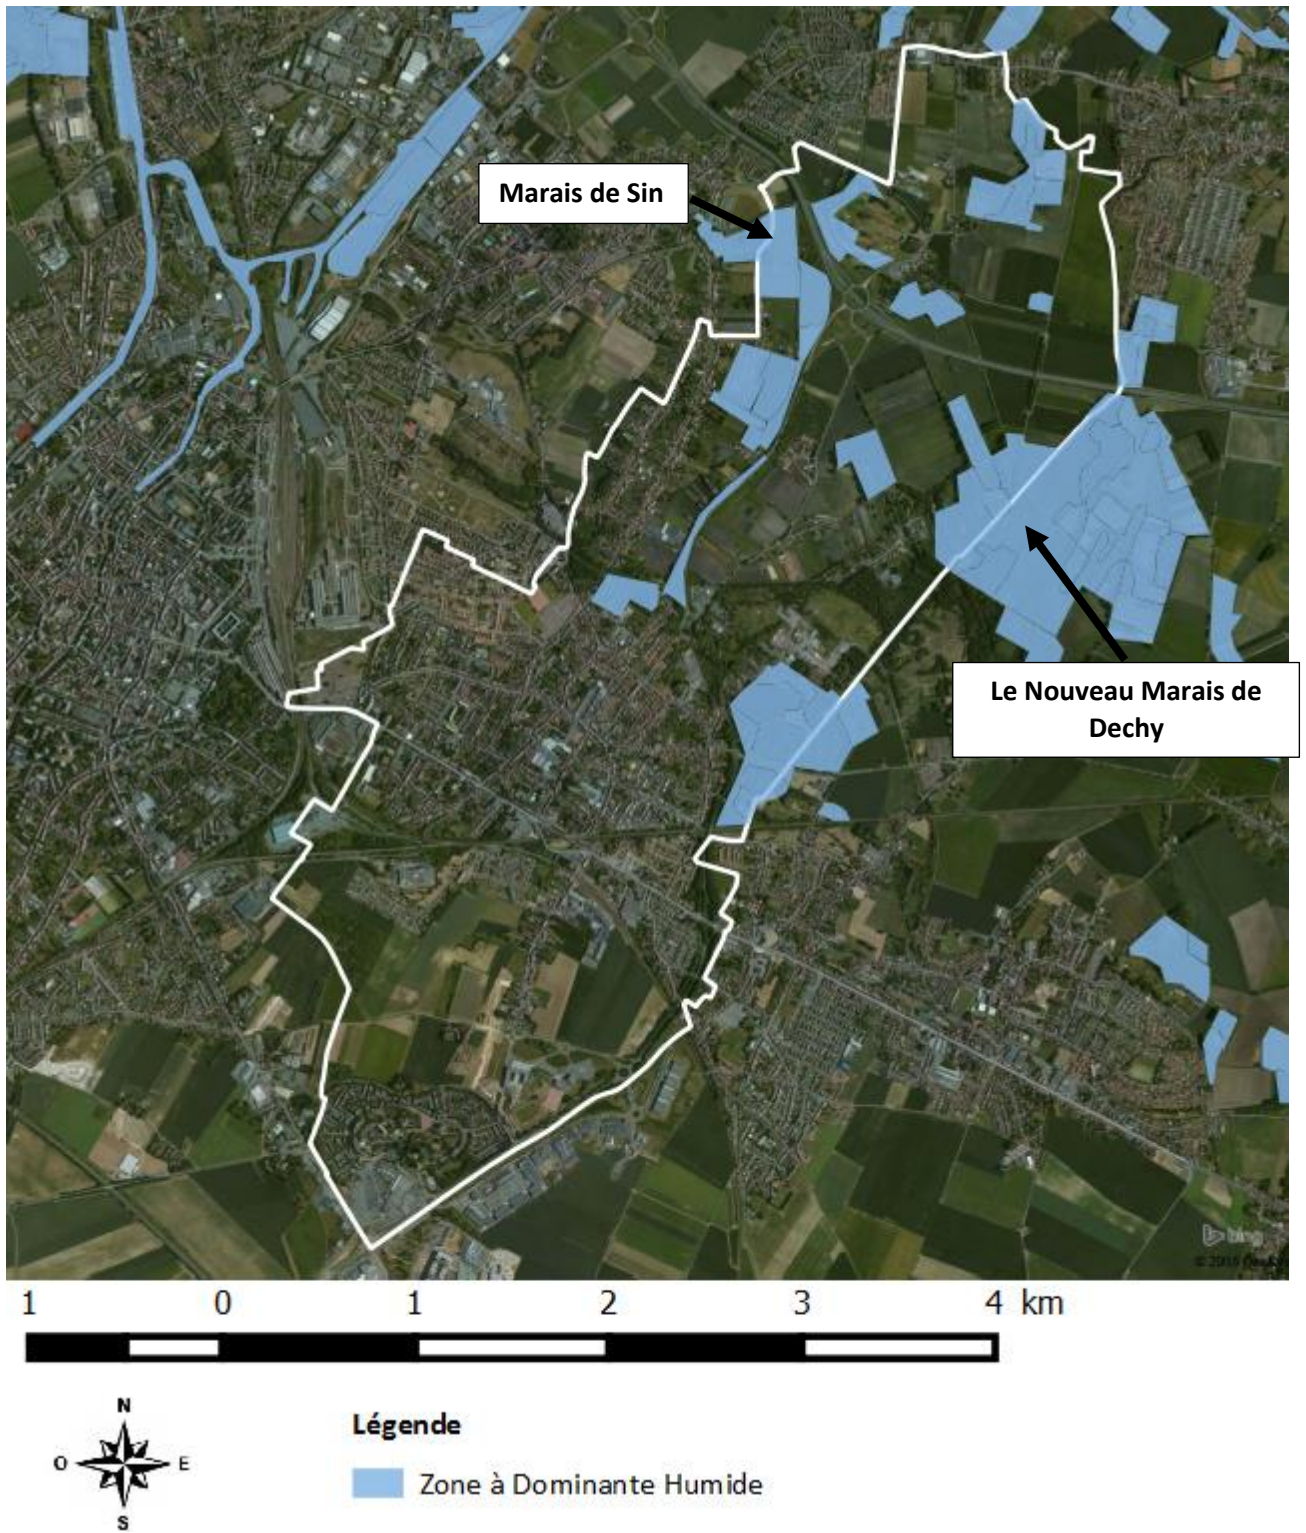 Marais de Sin
Le Nouveau Marais de
Dechy
bing
1 0 1 2 3 4 km
N
O E
S
Légende
Zone à Dominante Humide